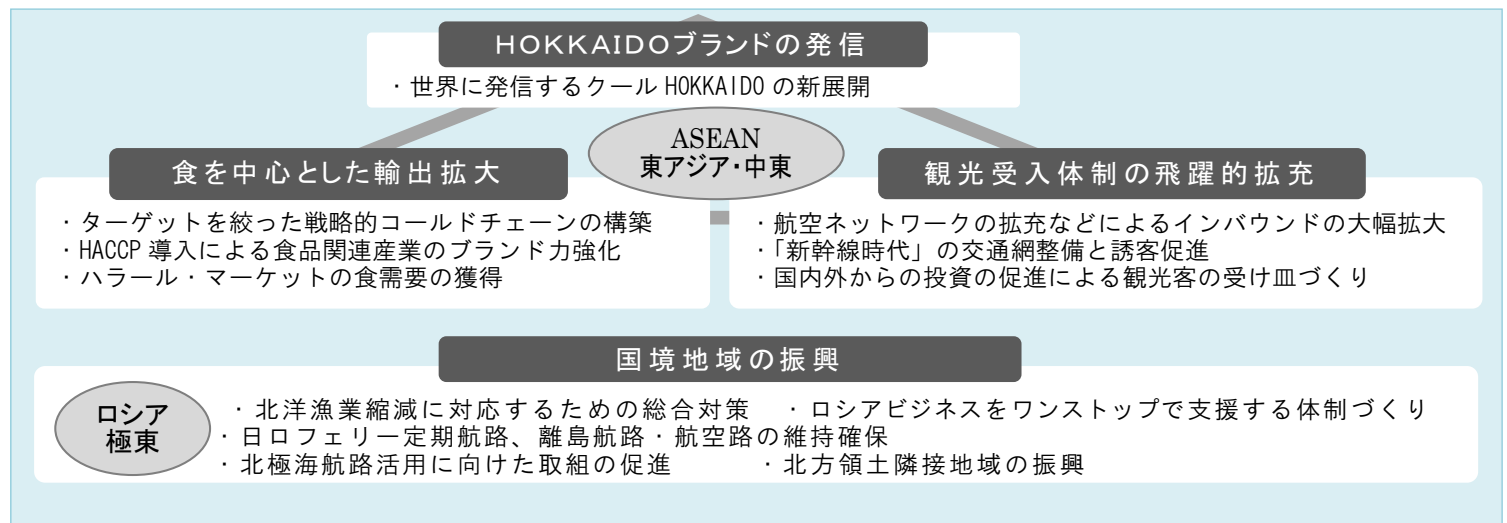 HOKKAIDOブランドの発信
・世界に発信するクール HOKKAIDO の新展開
ASEAN
東アジア・中東
食を中心とした輸出拡大
・ターゲットを絞った戦略的コールドチェーンの構築
・HACCP 導入による食品関連産業のブランド力強化
・ハラール・マーケットの食需要の獲得
観光受入体制の飛躍的拡充
・航空ネットワークの拡充などによるインバウンドの大幅拡大
・「新幹線時代」の交通網整備と誘客促進
・国内外からの投資の促進による観光客の受け皿づくり
国境地域の振興
ロシア
極東
・北洋漁業縮減に対応するための総合対策 ・ロシアビジネスをワンストップで支援する体制づくり
・日ロフェリー定期航路、離島航路・航空路の維持確保
・北極海航路活用に向けた取組の促進 ・北方領土隣接地域の振興